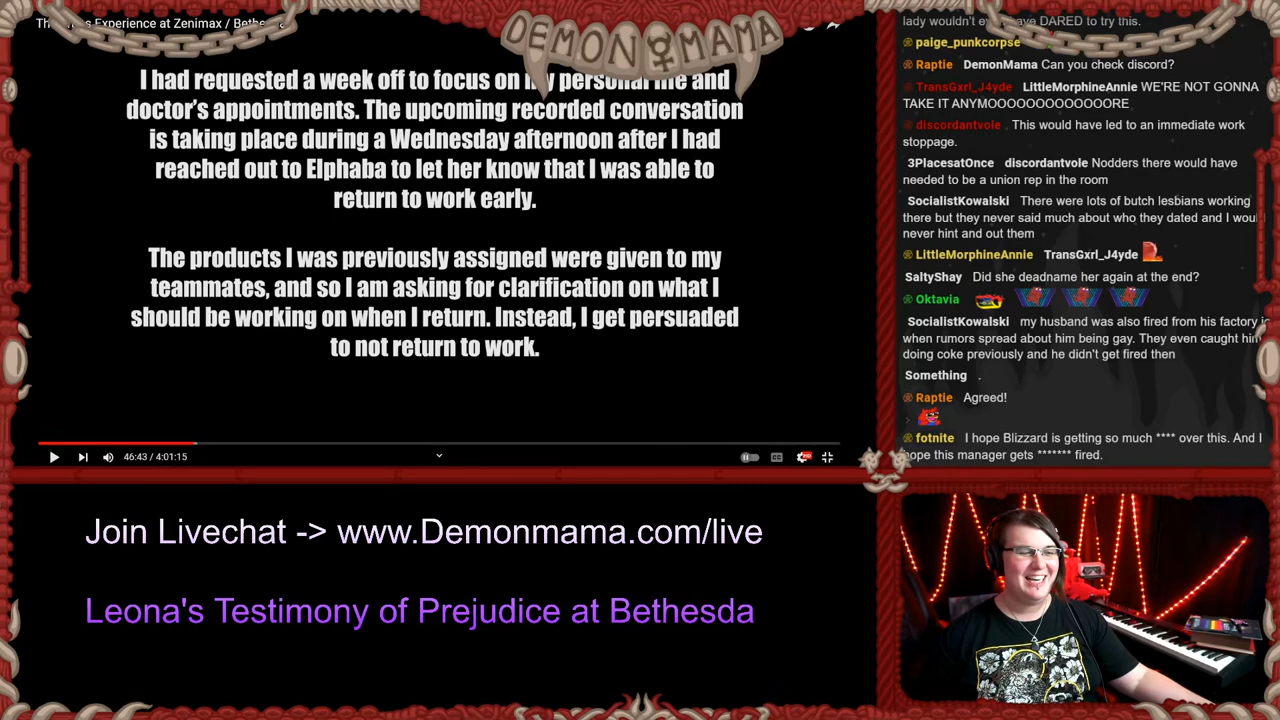 Experience at Zenimax /
DEMON MAMA
I had requested a week off to focus on my personal life and
doctor's appointments. The upcoming recorded conversation
is taking place during a Wednesday afternoon after I had
reached out to Elphaba to let her know that I was able to
return to work early.
The products I was previously assigned were given to my
teammates, and so I am asking for clarification on what I
should be working on when I return. Instead, I get persuaded
to not return to work.
46:43 / 4:01:15
CC
HD
Join Livechat -> www.Demonmama.com/live
Leona's Testimony of Prejudice at Bethesda
lady wouldn't have DARED to try this.
paige_punkcorpse
Raptie DemonMama Can you check discord?
TransGxrl_J4yde LittleMorphineAnnie WE'RE NOT GONNA
TAKE IT ANYMOOOOOOOOOOOOORE
discordantvole . This would have led to an immediate work
stoppage.
3PlacesatOnce discordantvole Nodders there would have
needed to be a union rep in the room
SocialistKowalski There were lots of butch lesbians working
there but they never said much about who they dated and I
never hint and out them
LittleMorphineAnnie TransGxrl_J4yde
SaltyShay Did she deadname her again at the end?
Oktavia
SocialistKowalski my husband was also fired from his factory
when rumors spread about him being gay. They even caught him
doing coke previously and he didn't get fired then
Something .
Raptie Agreed!
fotnite I hope Blizzard is getting so much **** over this. And I
hope this manager gets ******* fired.